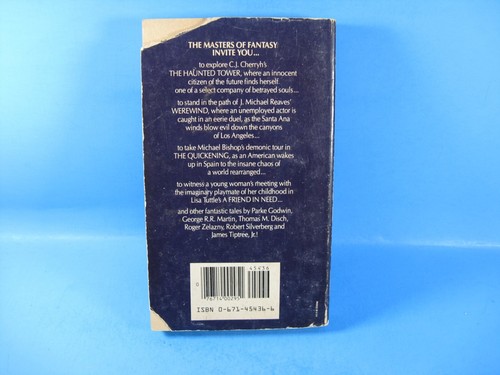 THE MASTERS OF FANTASY
INVITE YOU...
to explore C.J. Cherryh's
THE HAUNTED TOWER, where an innocent
citizen of the future finds herself
one of a select company of betrayed souls...
to stand in the path of J. Michael Reaves'
WEREWIND, where an unemployed actor is
caught in an eerie duel, as the Santa Ana
winds blow evil down the canyons
of Los Angeles...
to take Michael Bishop's demonic tour in
THE QUICKENING, as an American wakes
up in Spain to the insane chaos of
a world rearranged...
to witness a young woman's meeting with
the imaginary playmate of her childhood in
Lisa Tuttle's A FRIEND IN NEED...
and other fantastic tales by Parke Godwin,
George R.R. Martin, Thomas M. Disch,
Roger Zelazny, Robert Silverberg and
James Tiptree, Jr.!
45436
0
76714 00295
ISBN 0-671-45436-6